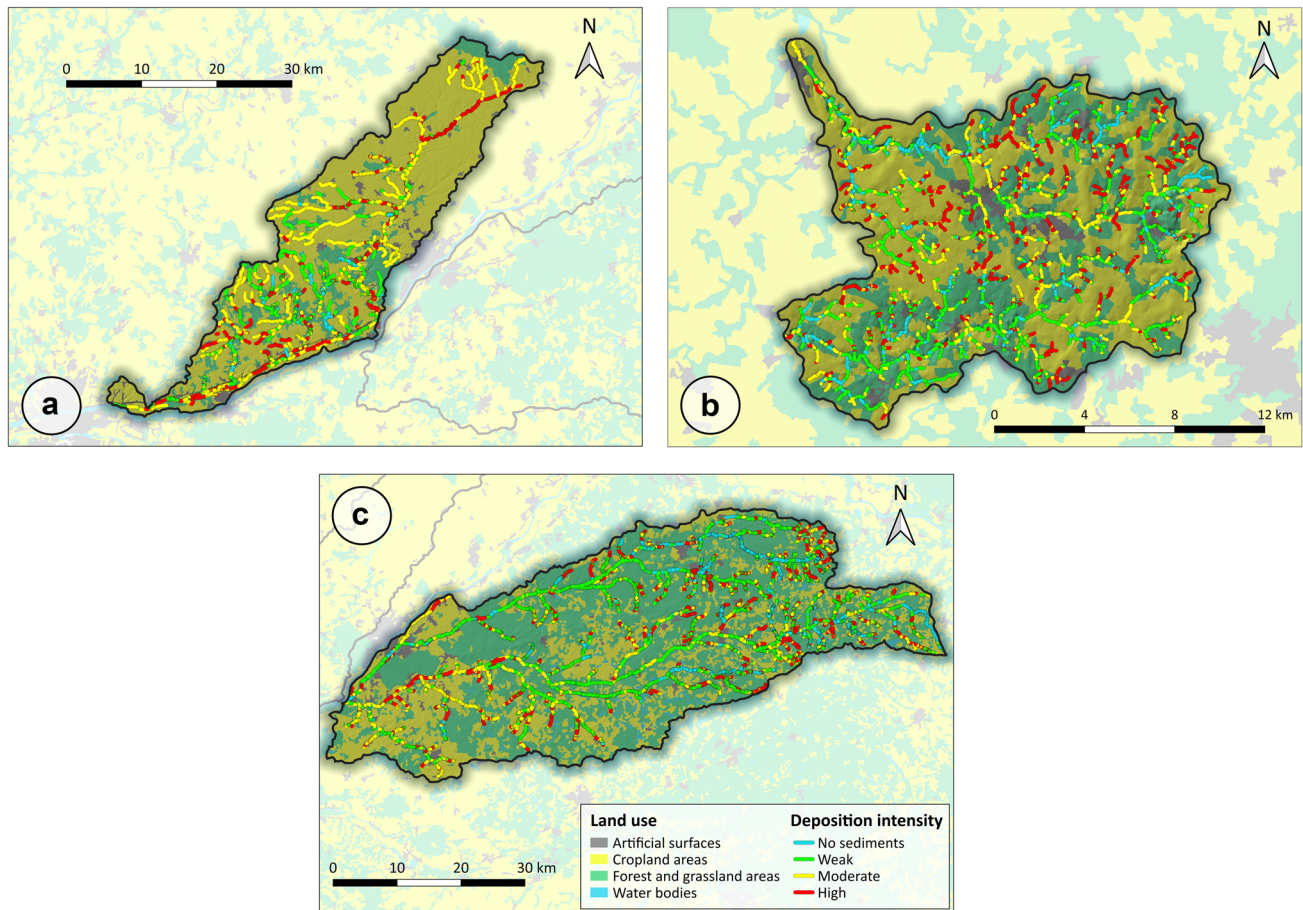 N
0 10 20 30 km
a
N
b
0 4 8 12 km
c
N
0 10 20 30 km
Land use
Artificial surfaces
Cropland areas
Forest and grassland areas
Water bodies
Deposition intensity
No sediments
Weak
Moderate
High